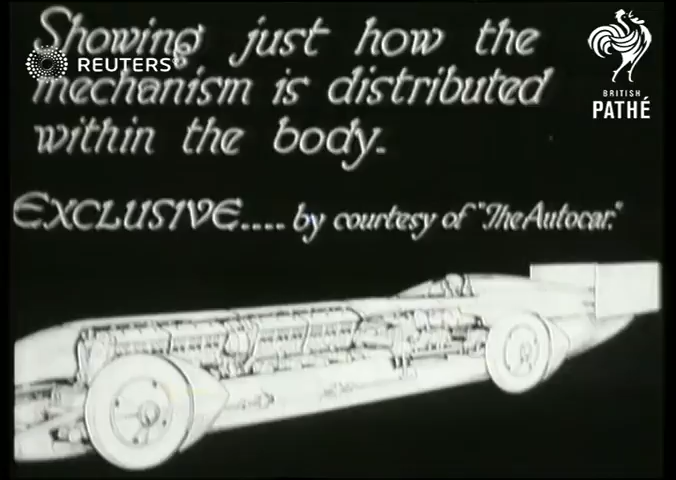 Showing just how the
REUTERS
mechanism is distributed
within the body.
EXCLUSIVE.... by courtesy of "The Autocar."
BRITISH
PATHÉ